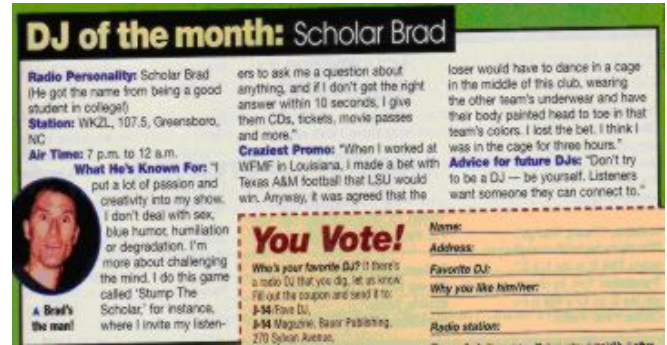 DJ of the month: Scholar Brad
Radio Personality: Scholar Brad
(He got the name from being a good
student in college!)
Station: WKZL, 107.5, Greensboro,
NC
Air Time: 7 p.m. to 12 a.m.
What He's Known For: "I
put a lot of passion and
creativity into my show.
I don't deal with sex,
blue humor, humiliation
or degradation. I'm
more about challenging
the mind. I do this game
called 'Stump The
Scholar,' for instance,
where I invite my listen-
▲ Brad's
the man!
ers to ask me a question about
anything, and if I don't get the right
answer within 10 seconds, I give
them CDs, tickets, movie passes
and more."
Craziest Promo: "When I worked at
WFMF in Louisiana, I made a bet with
Texas A&M football that LSU would
win. Anyway, it was agreed that the
loser would have to dance in a cage
in the middle of this club, wearing
the other team's underwear and have
their body painted head to toe in that
team's colors. I lost the bet. I think I
was in the cage for three hours."
Advice for future DJs: "Don't try
to be a DJ — be yourself. Listeners
want someone they can connect to."
You Vote!
Who's your favorite DJ? If there's
a radio DJ that you dig, let us know.
Fill out the coupon and send it to:
J-14/Fave DJ,
J-14 Magazine, Bauer Publishing,
270 Sylvan Avenue,
Name:
Address:
Favorite DJ:
Why you like him/her:
Radio station: